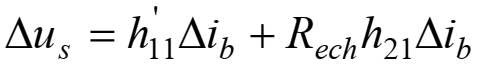 Δu_s = h'_11 Δi_b + R_ech h_21 Δi_b